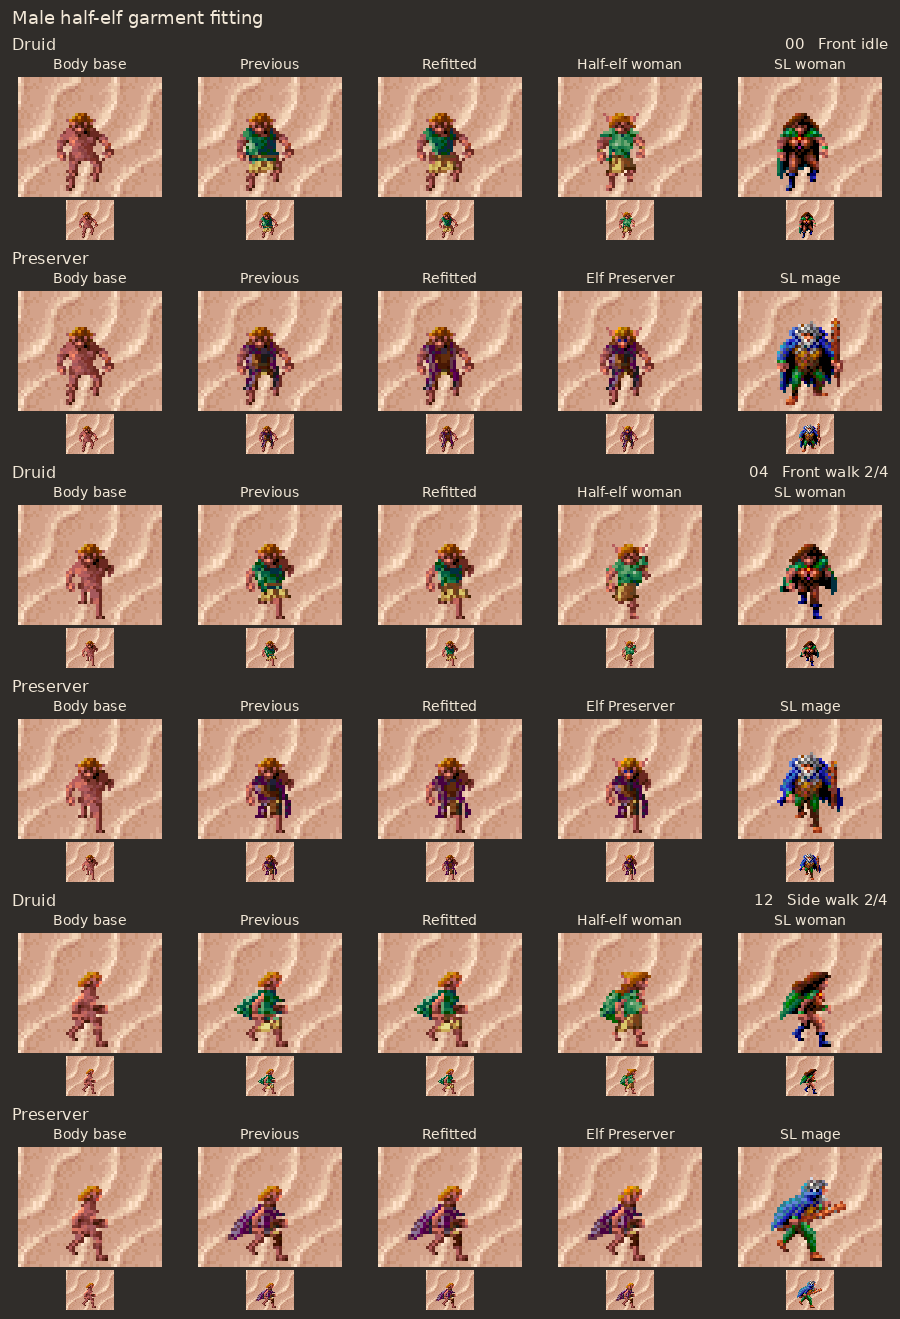 Male half-elf garment fitting
Druid 00 Front idle
Body base Previous Refitted Half-elf woman SL woman
Preserver
Body base Previous Refitted Elf Preserver SL mage
Druid 04 Front walk 2/4
Body base Previous Refitted Half-elf woman SL woman
Preserver
Body base Previous Refitted Elf Preserver SL mage
Druid 12 Side walk 2/4
Body base Previous Refitted Half-elf woman SL woman
Preserver
Body base Previous Refitted Elf Preserver SL mage